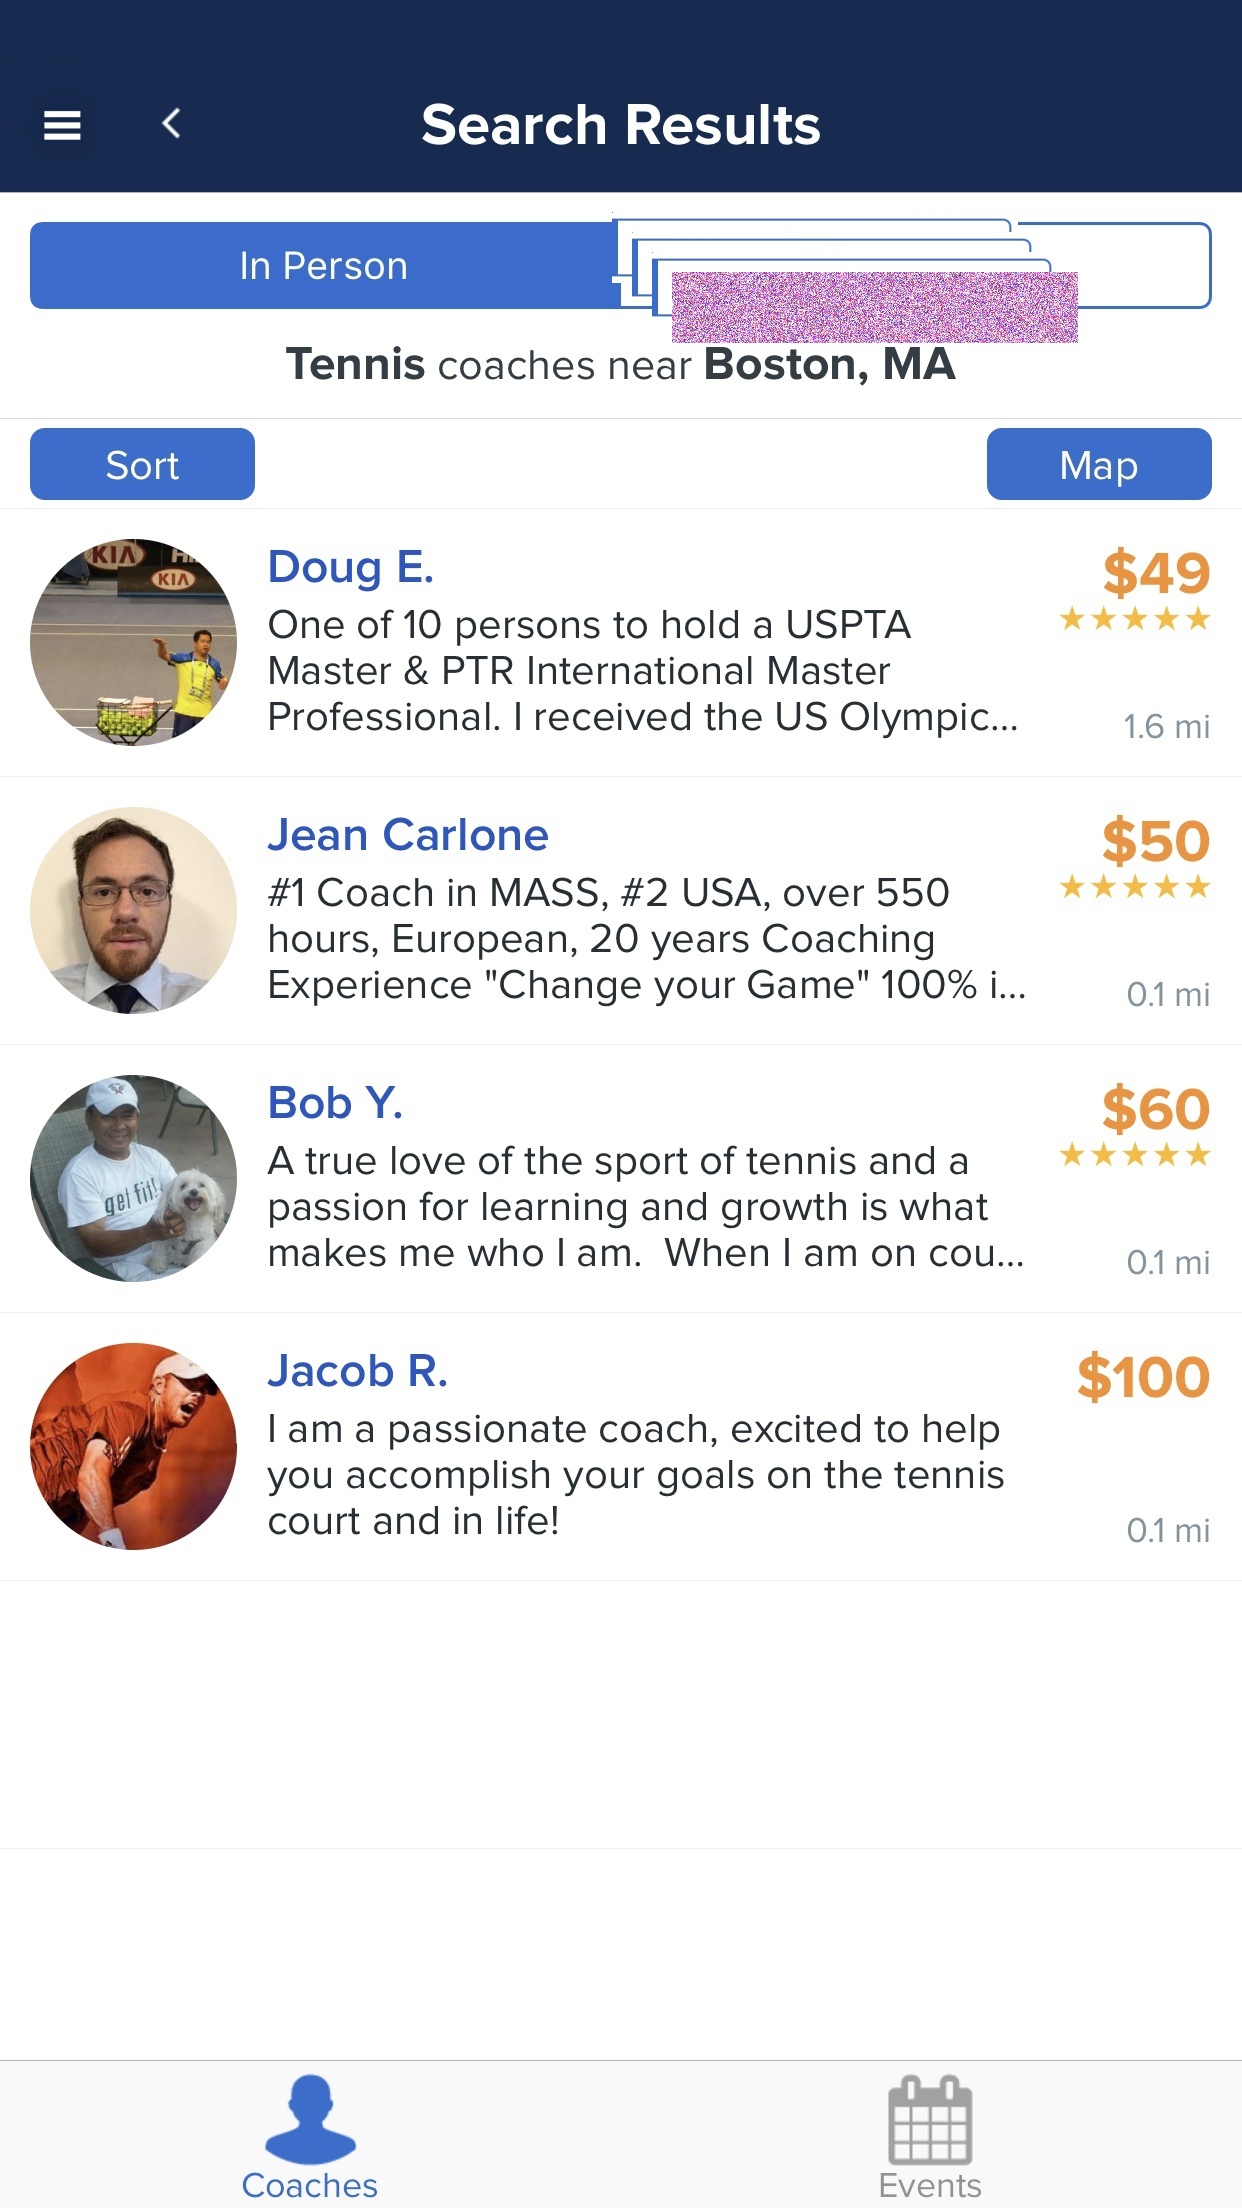 Search Results
In Person
Tennis coaches near Boston, MA
Sort
Map
KIA
KIA
Doug E.
$49
One of 10 persons to hold a USPTA
Master & PTR International Master
Professional. I received the US Olympic...
1.6 mi
Jean Carlone
$50
#1 Coach in MASS, #2 USA, over 550
hours, European, 20 years Coaching
Experience "Change your Game" 100% i...
0.1 mi
get fit!
Bob Y.
$60
A true love of the sport of tennis and a
passion for learning and growth is what
makes me who I am.  When I am on cou...
0.1 mi
Jacob R.
$100
I am a passionate coach, excited to help
you accomplish your goals on the tennis
court and in life!
0.1 mi
Coaches
Events